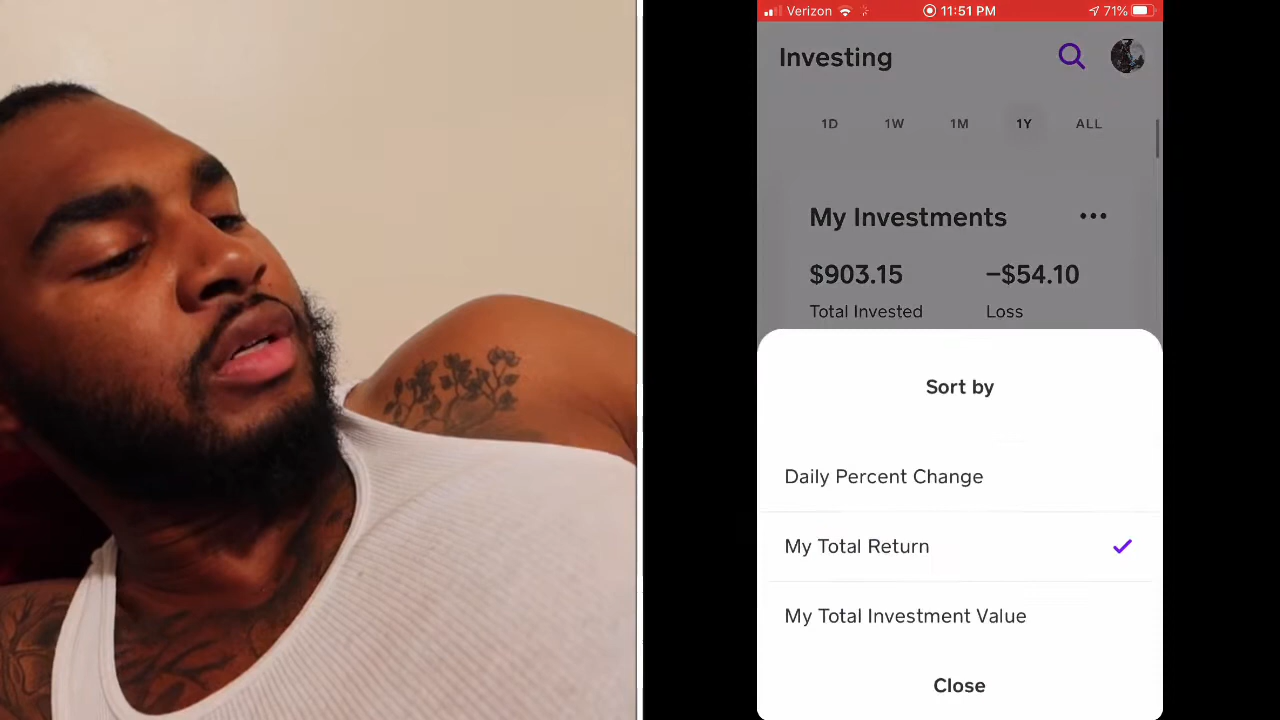 Verizon 11:51 PM 71%
Investing
1D 1W 1M 1Y ALL
My Investments
$903.15 –$54.10
Total Invested Loss
Sort by
Daily Percent Change
My Total Return
My Total Investment Value
Close